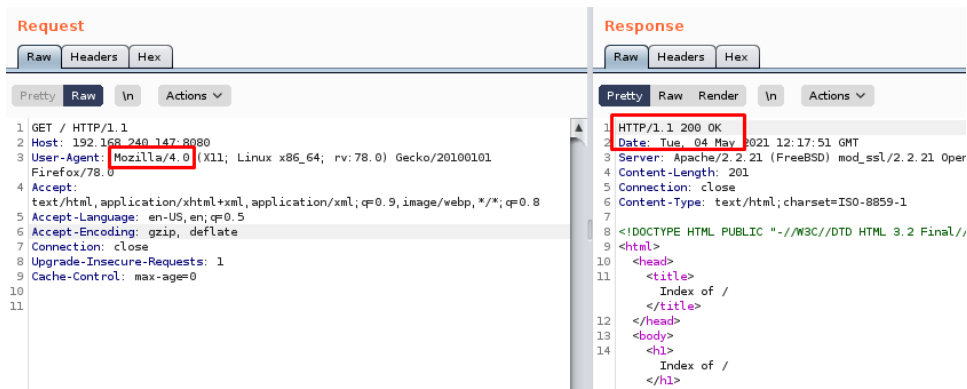 Request
Raw Headers Hex
Pretty Raw \n Actions
1 GET / HTTP/1.1
2 Host: 192.168.240.147:8080
3 User-Agent: Mozilla/4.0 (X11; Linux x86_64; rv:78.0) Gecko/20100101
Firefox/78.0
4 Accept:
text/html,application/xhtml+xml,application/xml;q=0.9,image/webp,*/*;q=0.8
5 Accept-Language: en-US,en;q=0.5
6 Accept-Encoding: gzip, deflate
7 Connection: close
8 Upgrade-Insecure-Requests: 1
9 Cache-Control: max-age=0
10
11
Response
Raw Headers Hex
Pretty Raw Render \n Actions
1 HTTP/1.1 200 OK
2 Date: Tue, 04 May 2021 12:17:51 GMT
3 Server: Apache/2.2.21 (FreeBSD) mod_ssl/2.2.21 Open
4 Content-Length: 201
5 Connection: close
6 Content-Type: text/html;charset=ISO-8859-1
7
8 <!DOCTYPE HTML PUBLIC "-//W3C//DTD HTML 3.2 Final//
9 <html>
10 <head>
11 <title>
Index of /
</title>
12 </head>
13 <body>
14 <h1>
Index of /
</h1>